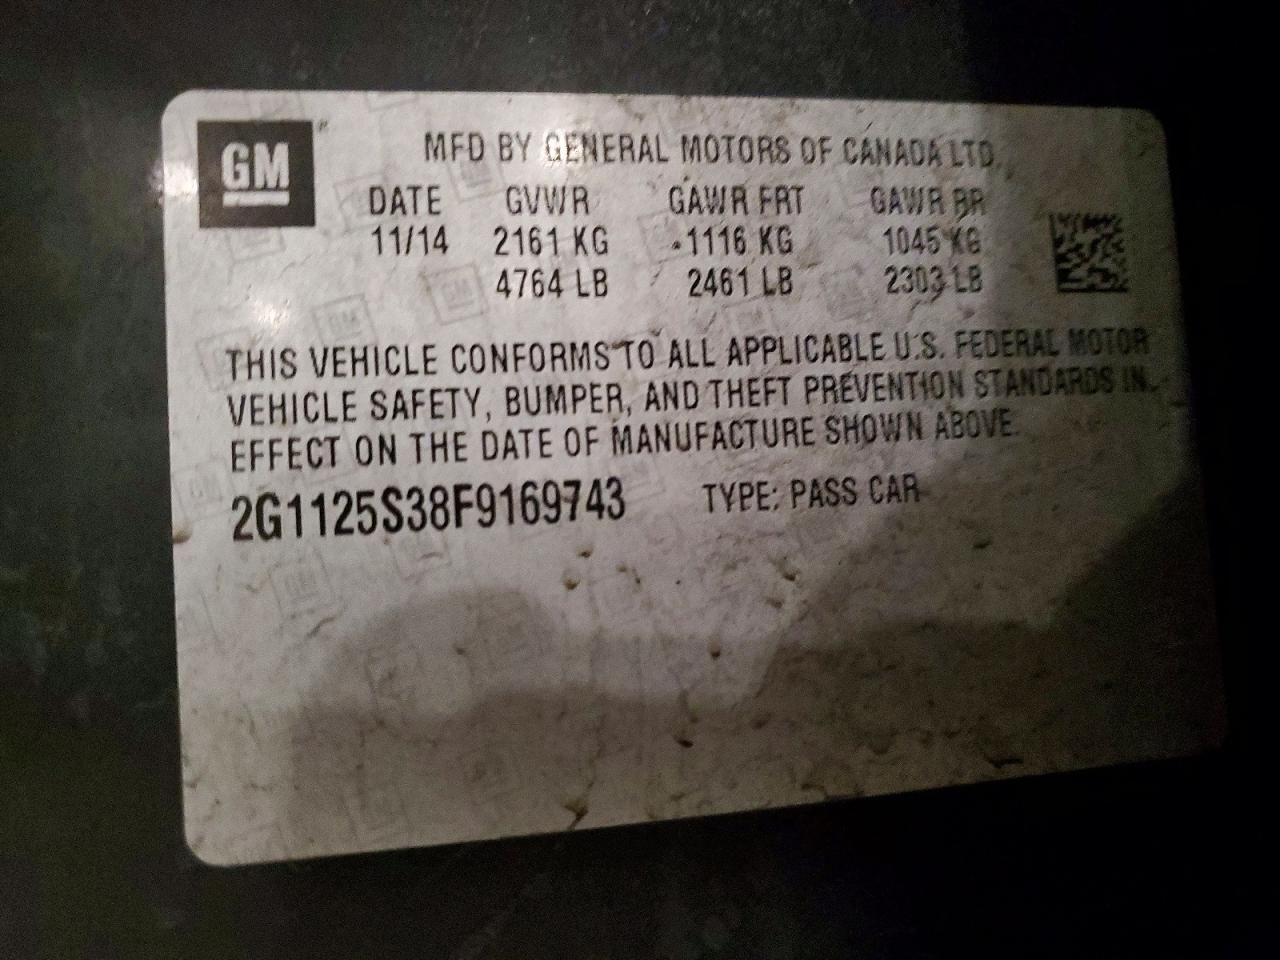 GM
MFD BY GENERAL MOTORS OF CANADA LTD.
DATE GVWR GAWR FRT GAWR RR
11/14 2161 KG 1116 KG 1045 KG
4764 LB 2461 LB 2303 LB
THIS VEHICLE CONFORMS TO ALL APPLICABLE U.S. FEDERAL MOTOR
VEHICLE SAFETY, BUMPER, AND THEFT PREVENTION STANDARDS IN
EFFECT ON THE DATE OF MANUFACTURE SHOWN ABOVE.
2G1125S38F9169743 TYPE: PASS CAR